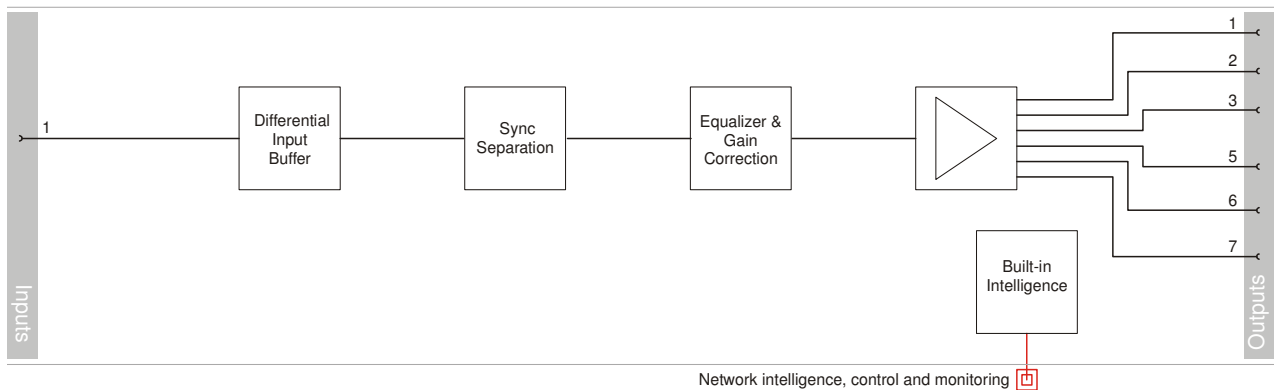 Inputs
1
Differential
Input
Buffer
Sync
Separation
Equalizer &
Gain
Correction
1
2
3
5
6
7
Built-in
Intelligence
Outputs
Network intelligence, control and monitoring